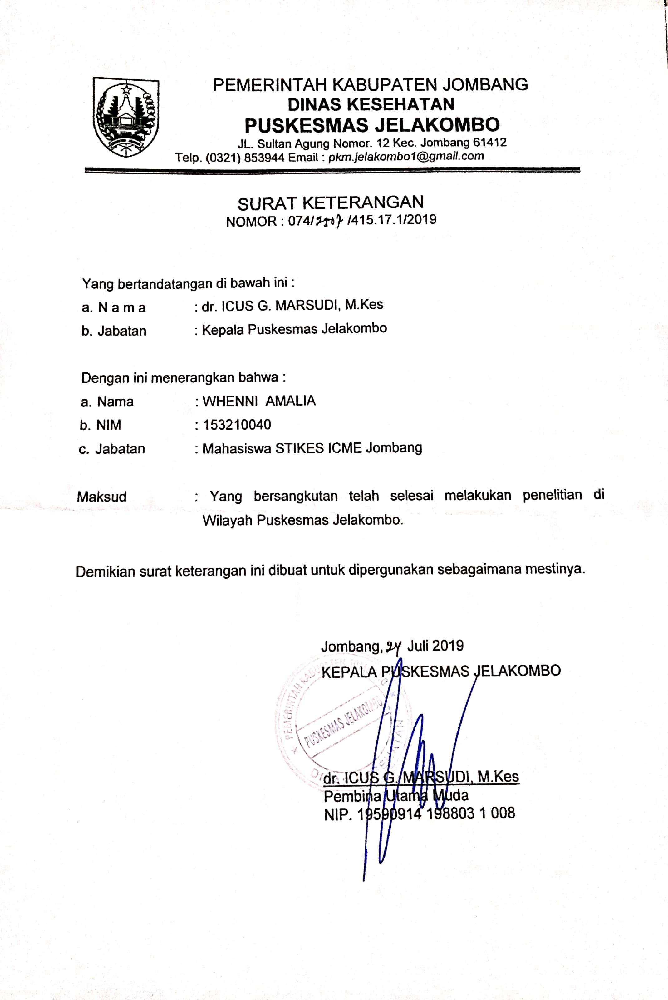 PEMERINTAH KABUPATEN JOMBANG
DINAS KESEHATAN
PUSKESMAS JELAKOMBO
JL. Sultan Agung Nomor. 12 Kec. Jombang 61412
Telp. (0321) 853944 Email : pkm.jelakombo1@gmail.com
SURAT KETERANGAN
NOMOR : 074/ /415.17.1/2019
Yang bertandatangan di bawah ini :
a. N a m a : dr. ICUS G. MARSUDI, M.Kes
b. Jabatan : Kepala Puskesmas Jelakombo
Dengan ini menerangkan bahwa :
a. Nama : WHENNI AMALIA
b. NIM : 153210040
c. Jabatan : Mahasiswa STIKES ICME Jombang
Maksud : Yang bersangkutan telah selesai melakukan penelitian di
Wilayah Puskesmas Jelakombo.
Demikian surat keterangan ini dibuat untuk dipergunakan sebagaimana mestinya.
Jombang, 24 Juli 2019
KEPALA PUSKESMAS JELAKOMBO
PEMERINTAH KABUPATEN JOMBANG
PUSKESMAS JELAKOMBO
dr. ICUS G. MARSUDI, M.Kes
Pembina Utama Muda
NIP. 19590914 198803 1 008